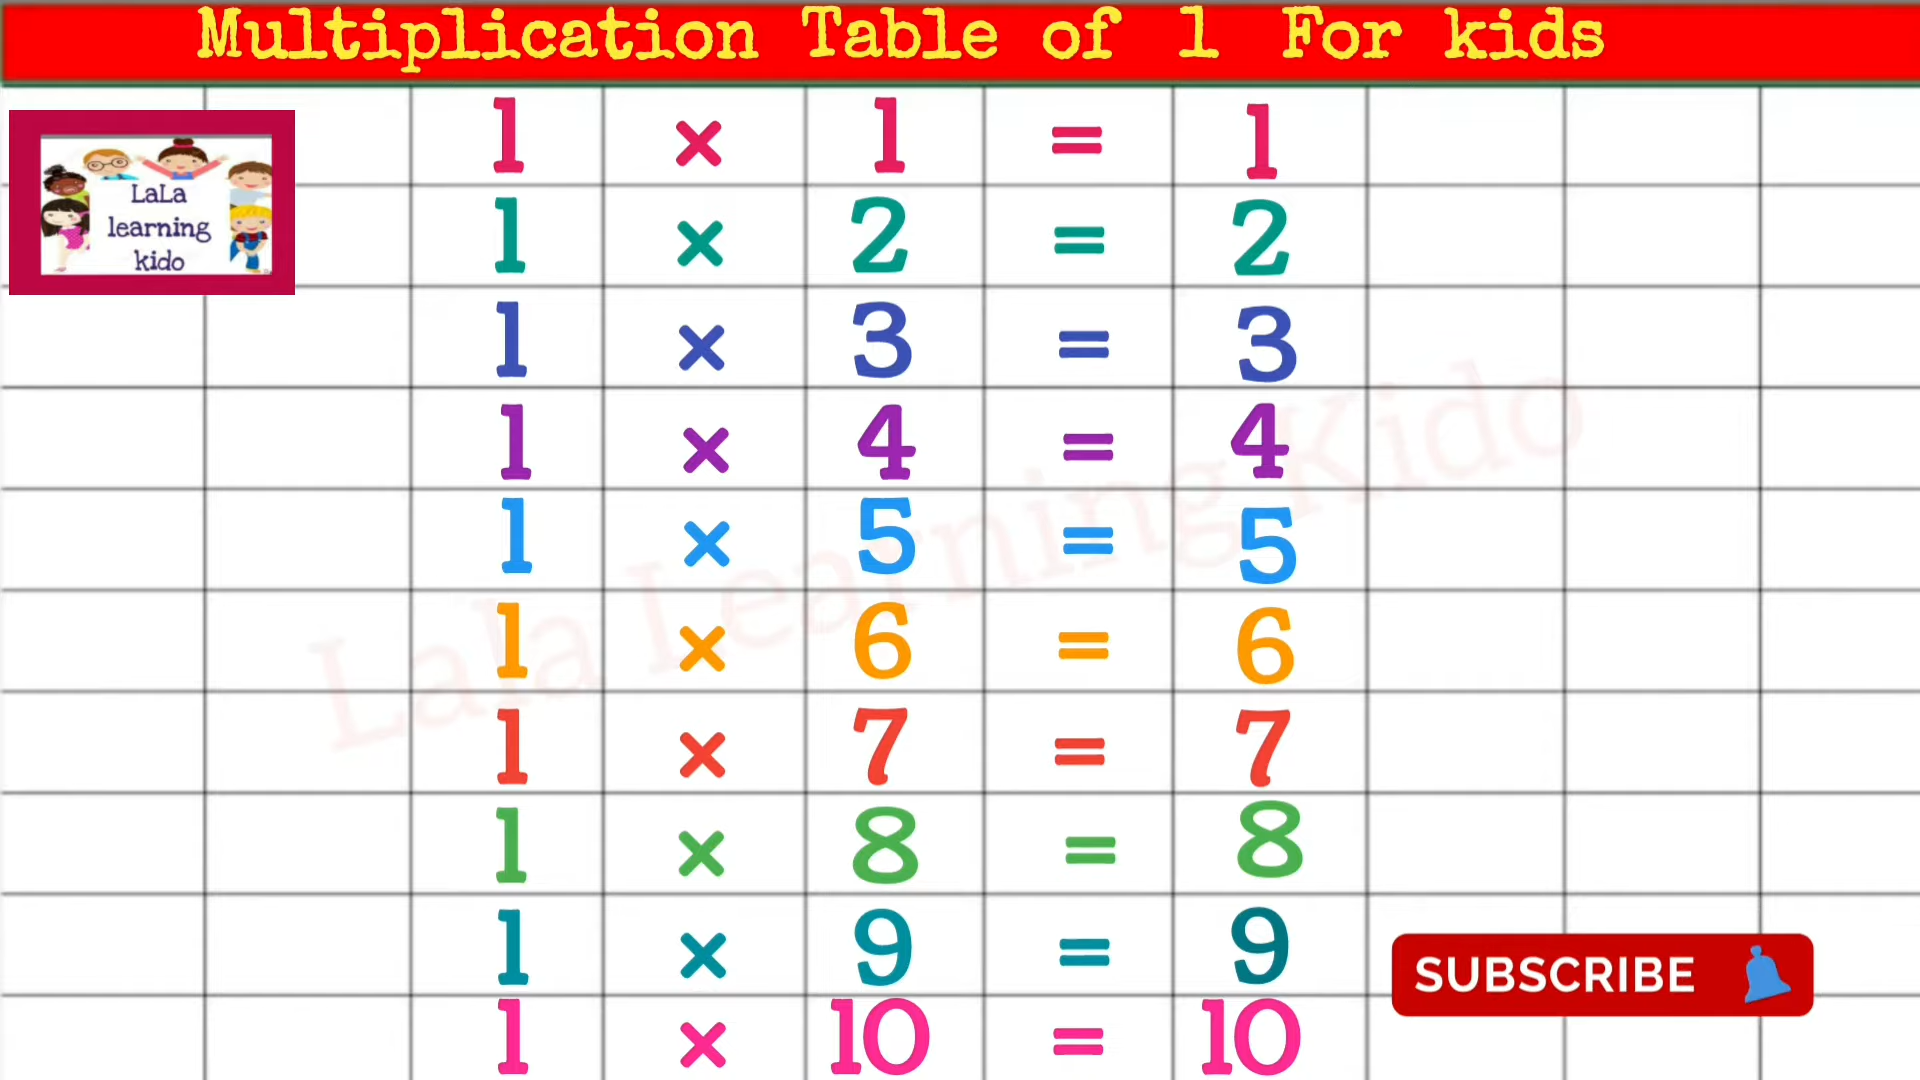 Multiplication Table of 1 For kids
LaLa
learning
kido
1 × 1 = 1
1 × 2 = 2
1 × 3 = 3
1 × 4 = 4
1 × 5 = 5
1 × 6 = 6
1 × 7 = 7
1 × 8 = 8
1 × 9 = 9
1 × 10 = 10
Lala Learning Kido
SUBSCRIBE